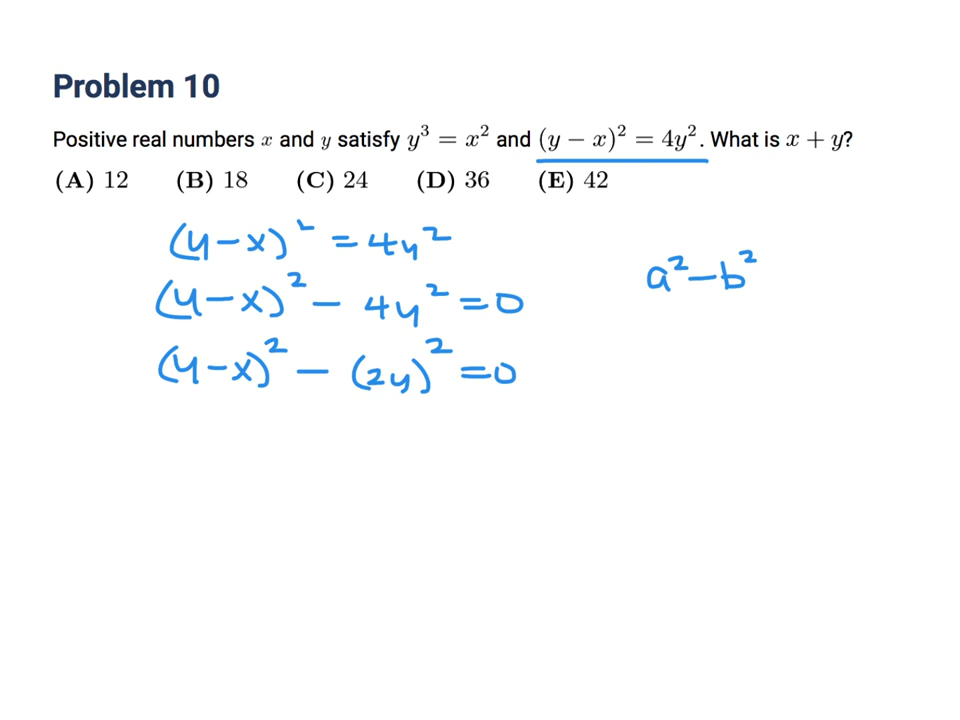 Problem 10
Positive real numbers x and y satisfy y³ = x² and (y − x)² = 4y². What is x + y?
(A) 12 (B) 18 (C) 24 (D) 36 (E) 42
(y−x)² = 4y²
a²−b²
(y−x)² − 4y² = 0
(y−x)² − (2y)² = 0